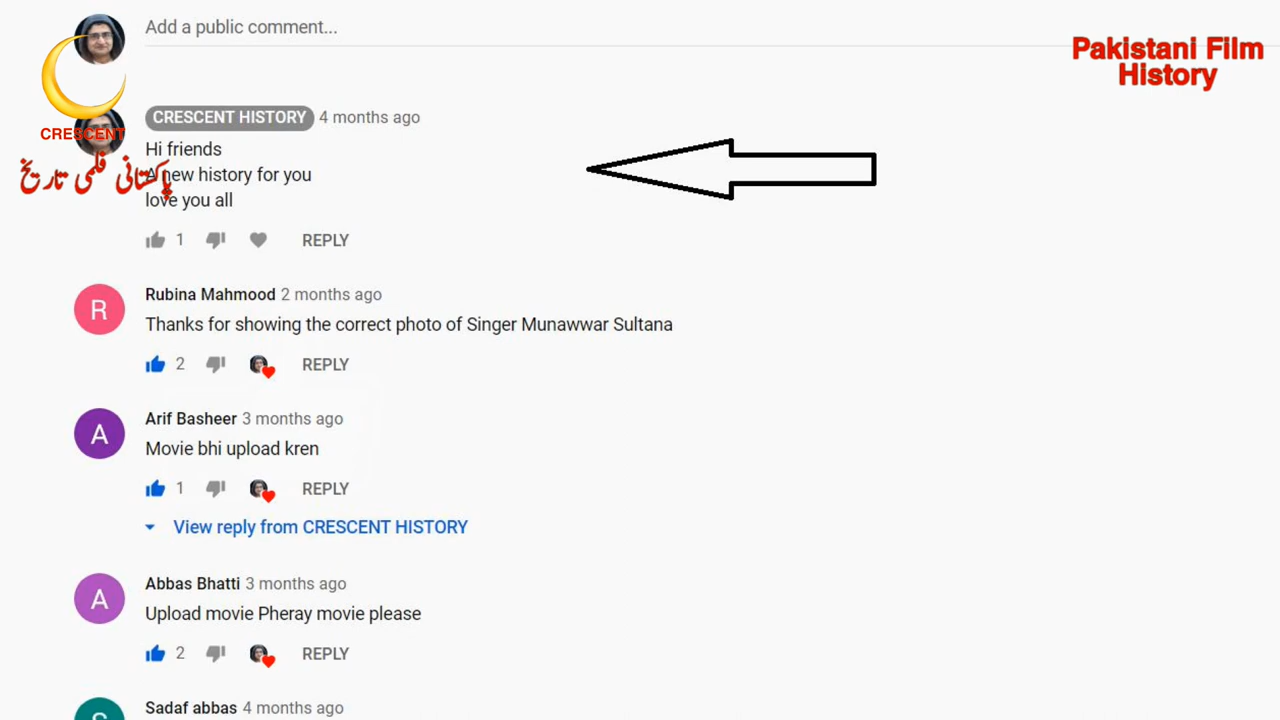 Add a public comment...
Pakistani Film
History
CRESCENT HISTORY 4 months ago
CRESCENT
Hi friends
A new history for you
love you all
پاکستانی فلمی تاریخ
1 REPLY
R
Rubina Mahmood 2 months ago
Thanks for showing the correct photo of Singer Munawwar Sultana
2 REPLY
A
Arif Basheer 3 months ago
Movie bhi upload kren
1 REPLY
View reply from CRESCENT HISTORY
A
Abbas Bhatti 3 months ago
Upload movie Pheray movie please
2 REPLY
Sadaf abbas 4 months ago
S